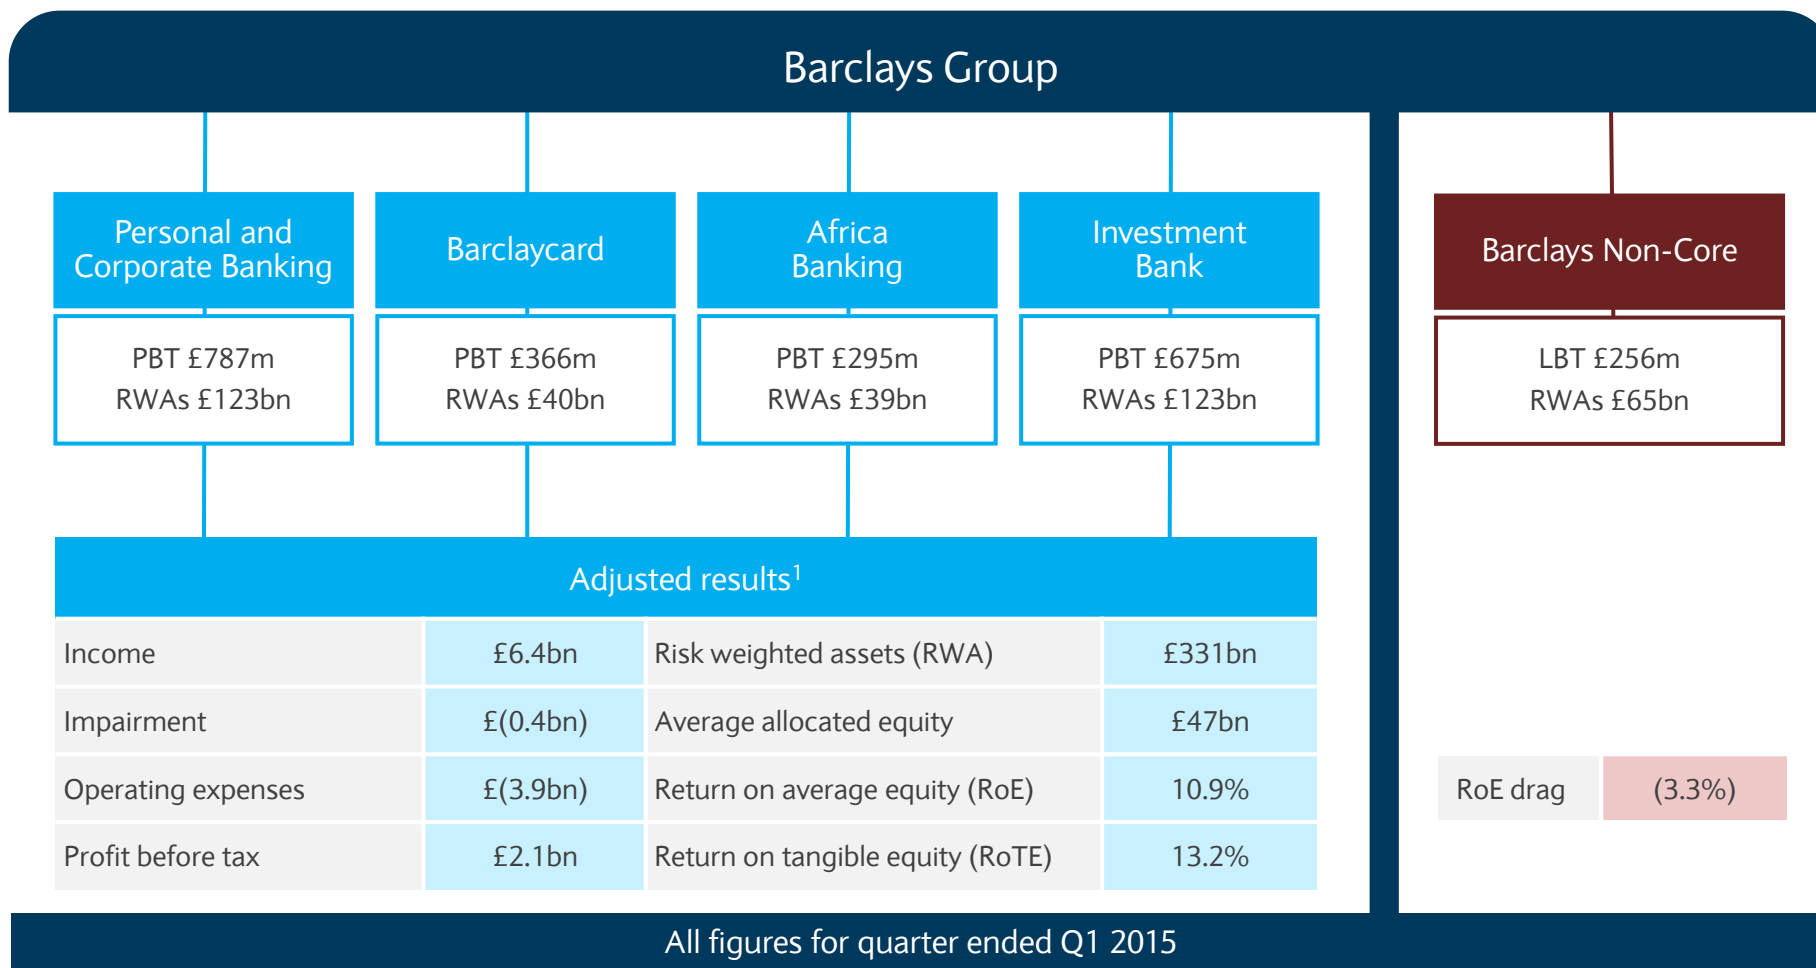 Barclays Group
Personal and
Corporate Banking
PBT £787m
RWAs £123bn
Barclaycard
PBT £366m
RWAs £40bn
Africa
Banking
PBT £295m
RWAs £39bn
Investment
Bank
PBT £675m
RWAs £123bn
Barclays Non-Core
LBT £256m
RWAs £65bn
Adjusted results¹
Income £6.4bn Risk weighted assets (RWA) £331bn
Impairment £(0.4bn) Average allocated equity £47bn
Operating expenses £(3.9bn) Return on average equity (RoE) 10.9%
Profit before tax £2.1bn Return on tangible equity (RoTE) 13.2%
RoE drag (3.3%)
All figures for quarter ended Q1 2015